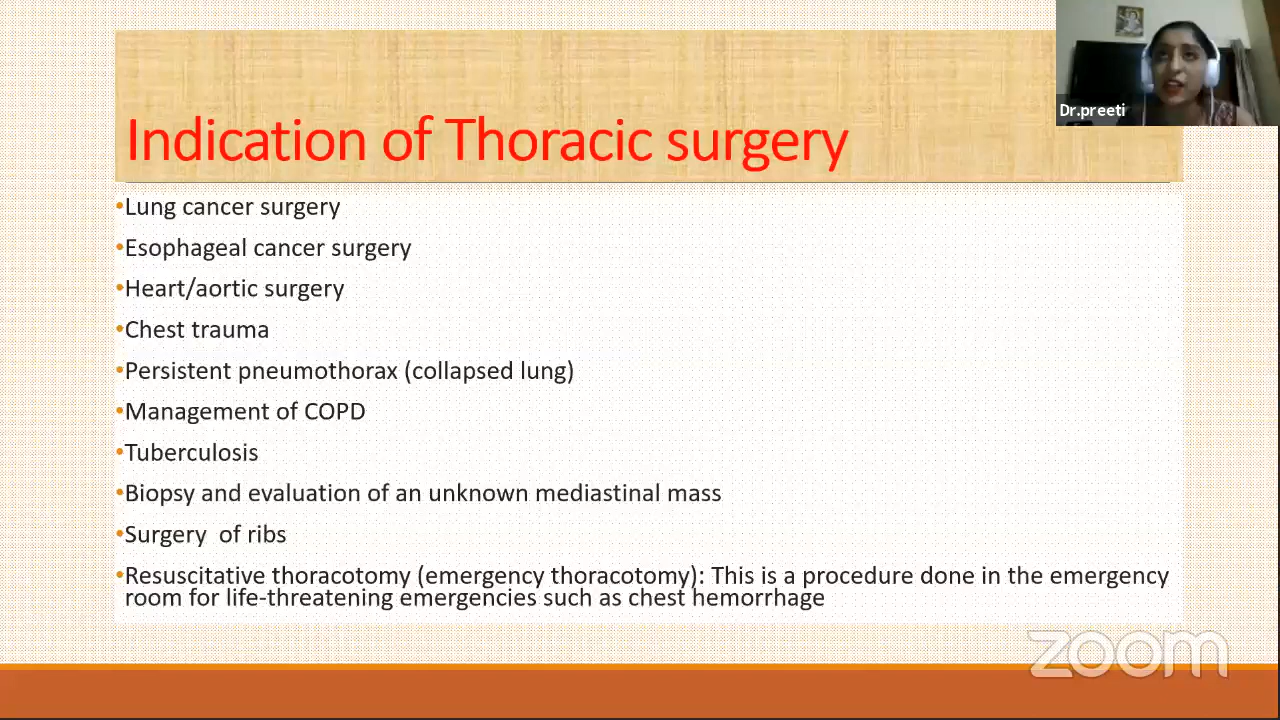 Dr.preeti
Indication of Thoracic surgery
•Lung cancer surgery
•Esophageal cancer surgery
•Heart/aortic surgery
•Chest trauma
•Persistent pneumothorax (collapsed lung)
•Management of COPD
•Tuberculosis
•Biopsy and evaluation of an unknown mediastinal mass
•Surgery  of ribs
•Resuscitative thoracotomy (emergency thoracotomy): This is a procedure done in the emergency
room for life-threatening emergencies such as chest hemorrhage
zoom